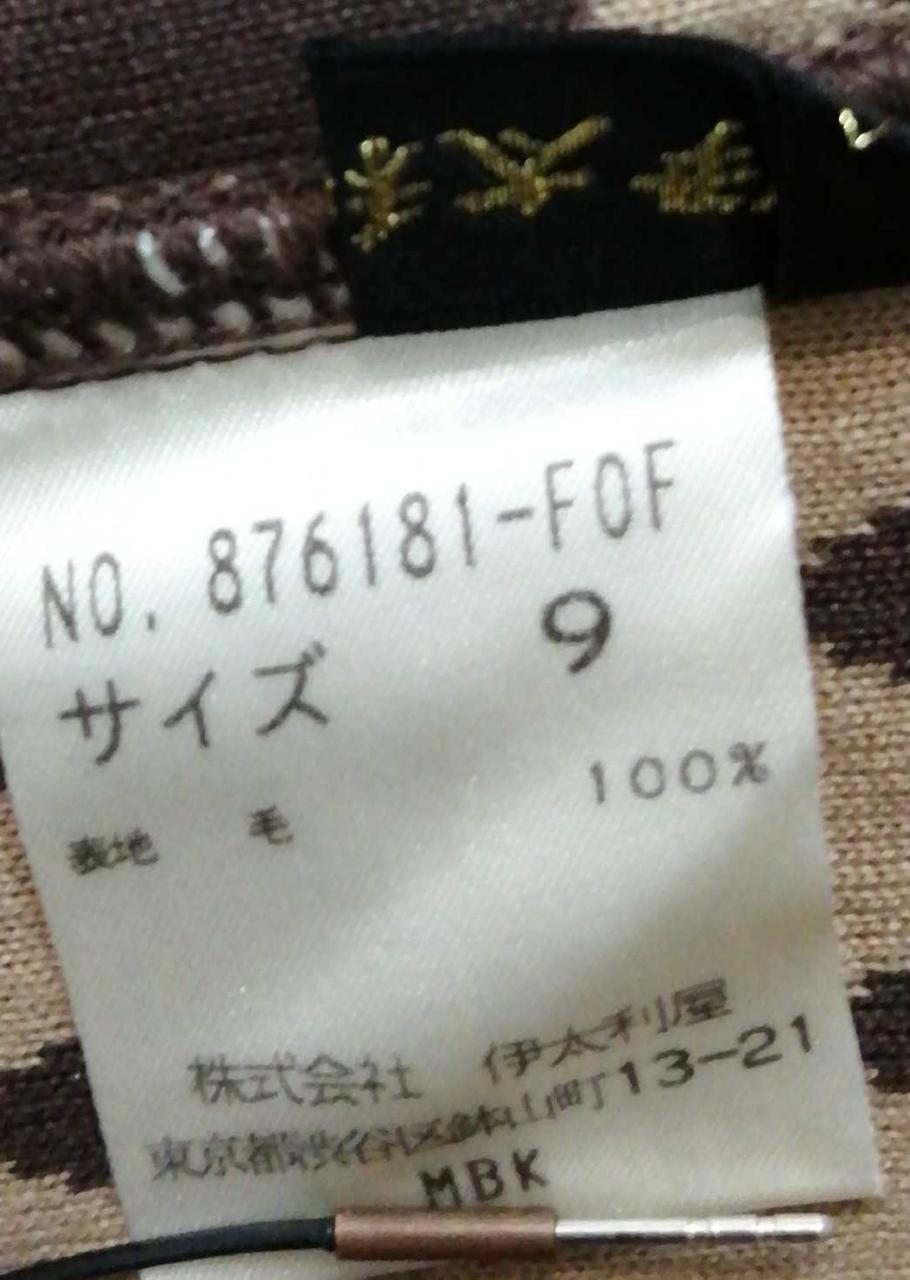 NO. 876181-FOF
サイズ 9
表地 毛 100%
株式会社 伊太利屋
東京都渋谷区鉢山町13-21
MBK